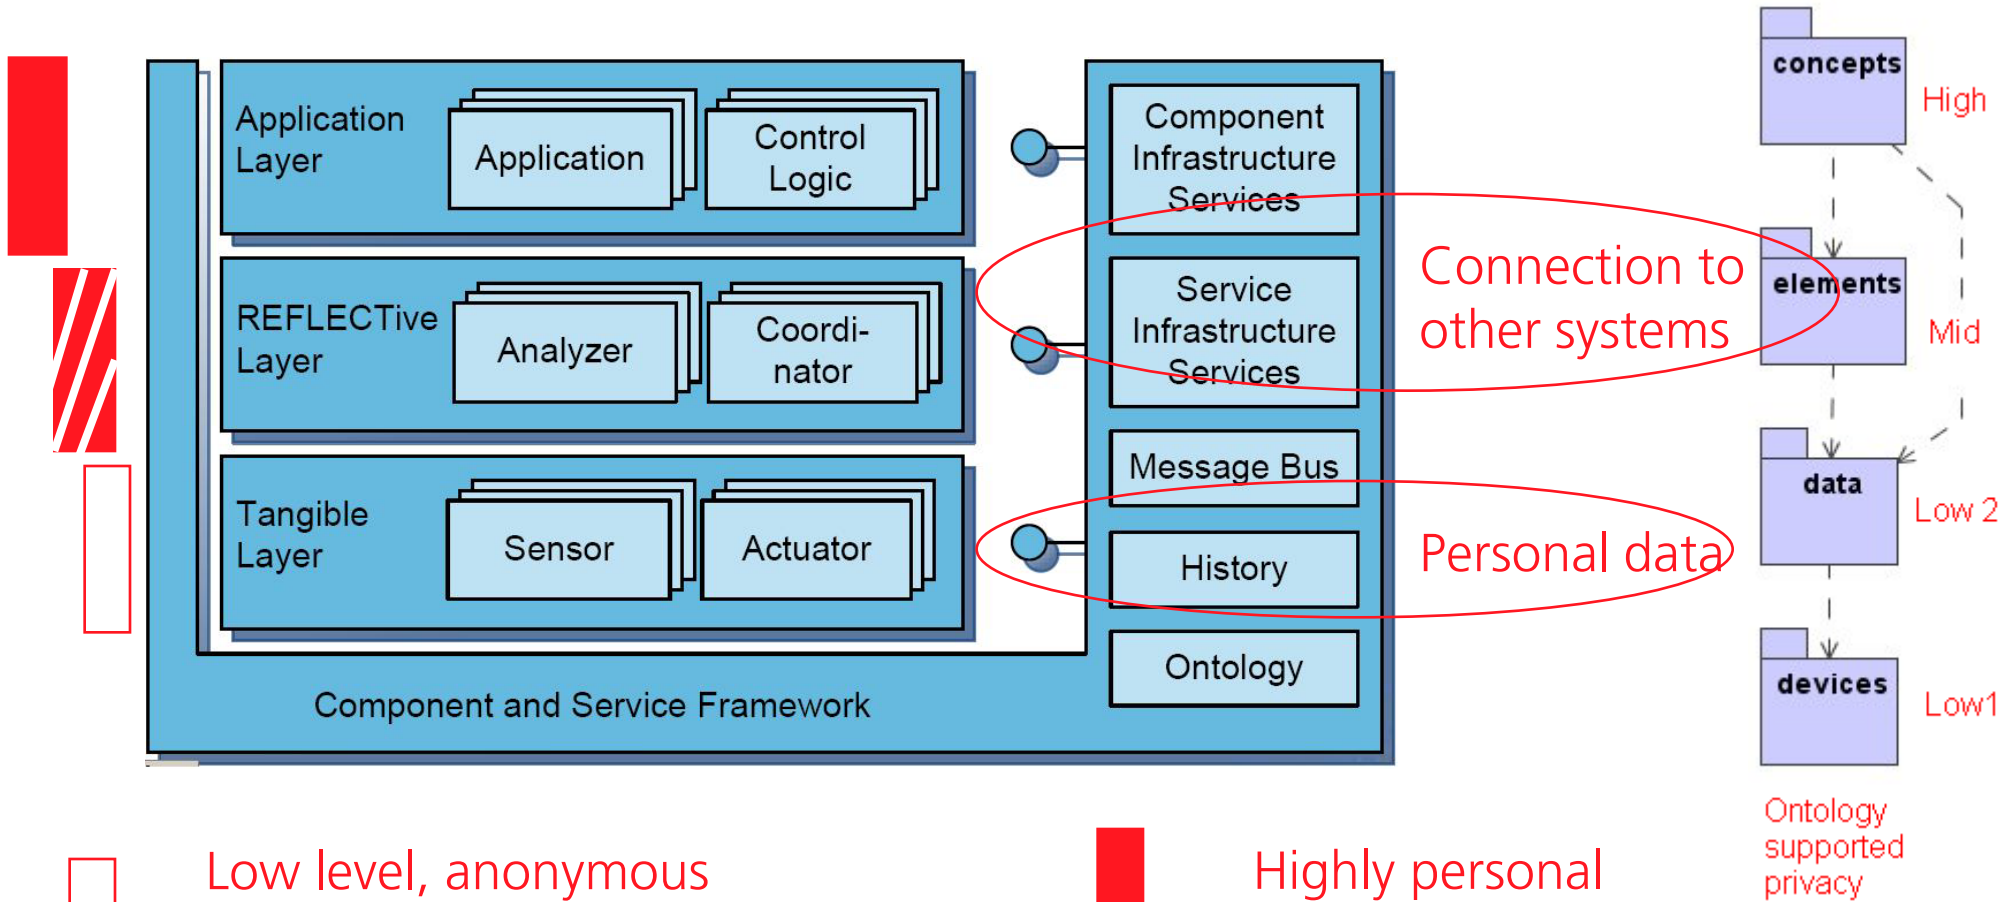 Application
Layer
Application
Control
Logic
REFLECTive
Layer
Analyzer
Coordi-
nator
Tangible
Layer
Sensor
Actuator
Component and Service Framework
Component
Infrastructure
Services
Service
Infrastructure
Services
Message Bus
History
Ontology
Connection to
other systems
Personal data
concepts
High
elements
Mid
data
Low 2
devices
Low1
Ontology
supported
privacy
Low level, anonymous
Highly personal